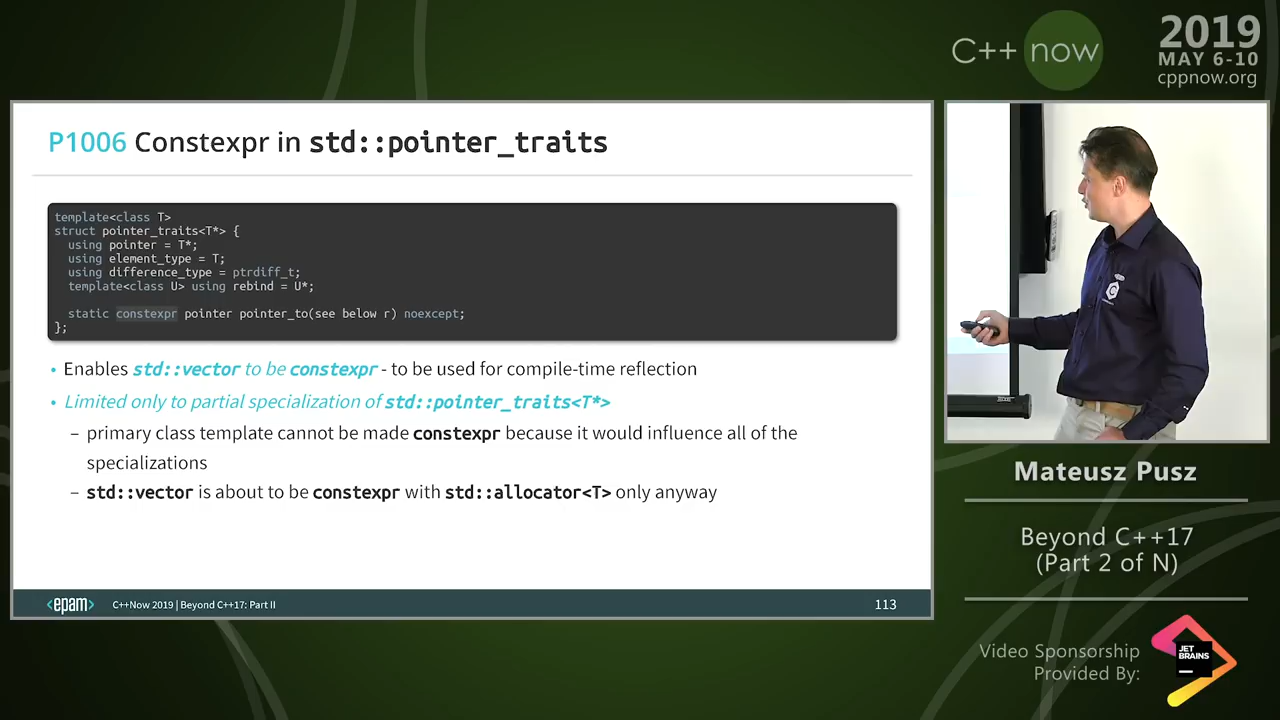 C++ now
2019
MAY 6-10
cppnow.org
P1006 Constexpr in std::pointer_traits
template<class T>
struct pointer_traits<T*> {
  using pointer = T*;
  using element_type = T;
  using difference_type = ptrdiff_t;
  template<class U> using rebind = U*;
  static constexpr pointer pointer_to(see below r) noexcept;
};
• Enables std::vector to be constexpr - to be used for compile-time reflection
• Limited only to partial specialization of std::pointer_traits<T*>
– primary class template cannot be made constexpr because it would influence all of the
specializations
– std::vector is about to be constexpr with std::allocator<T> only anyway
<epam>
C++Now 2019 | Beyond C++17: Part II
113
Mateusz Pusz
Beyond C++17
(Part 2 of N)
Video Sponsorship
Provided By:
JET
BRAINS